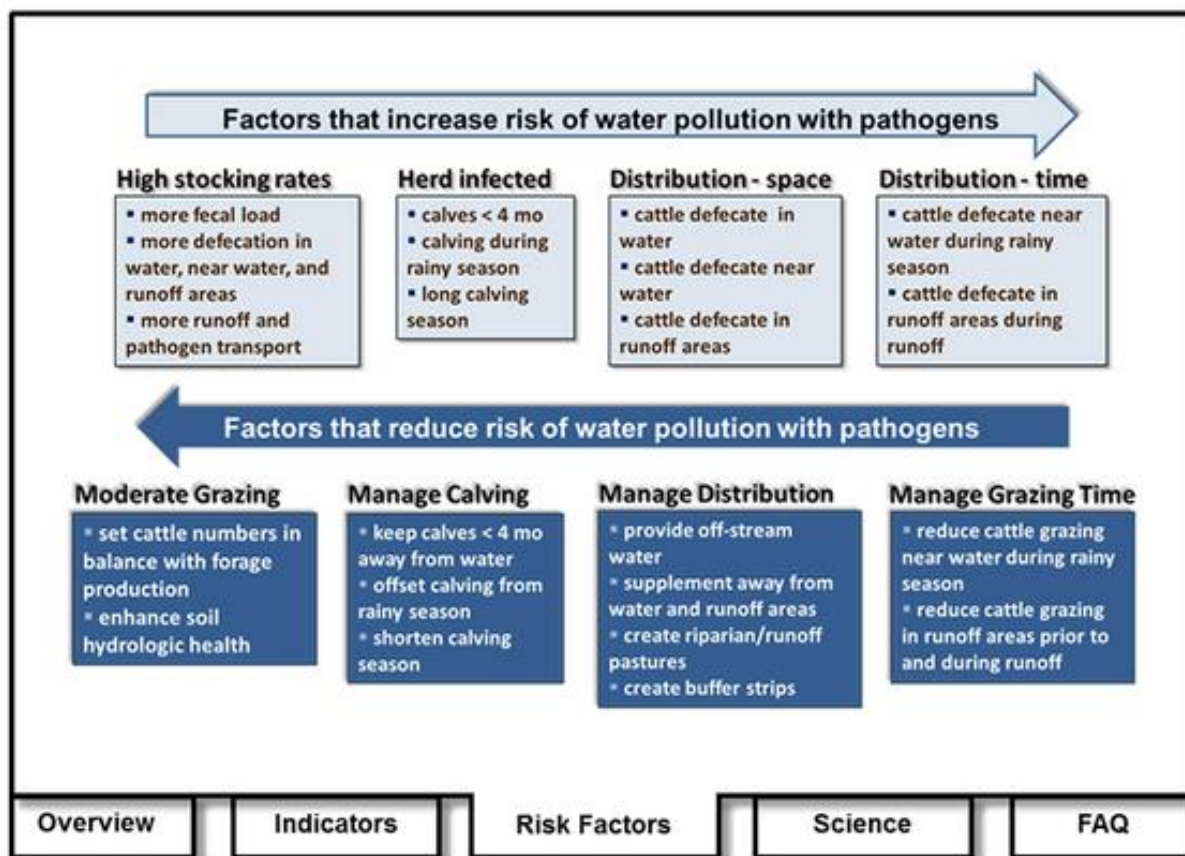 Factors that increase risk of water pollution with pathogens
High stocking rates
▪ more fecal load
▪ more defecation in
water, near water, and
runoff areas
▪ more runoff and
pathogen transport
Herd infected
▪ calves < 4 mo
▪ calving during
rainy season
▪ long calving
season
Distribution - space
▪ cattle defecate in
water
▪ cattle defecate near
water
▪ cattle defecate in
runoff areas
Distribution - time
▪ cattle defecate near
water during rainy
season
▪ cattle defecate in
runoff areas during
runoff
Factors that reduce risk of water pollution with pathogens
Moderate Grazing
▪ set cattle numbers in
balance with forage
production
▪ enhance soil
hydrologic health
Manage Calving
▪ keep calves < 4 mo
away from water
▪ offset calving from
rainy season
▪ shorten calving
season
Manage Distribution
▪ provide off-stream
water
▪ supplement away from
water and runoff areas
▪ create riparian/runoff
pastures
▪ create buffer strips
Manage Grazing Time
▪ reduce cattle grazing
near water during rainy
season
▪ reduce cattle grazing
in runoff areas prior to
and during runoff
Overview
Indicators
Risk Factors
Science
FAQ